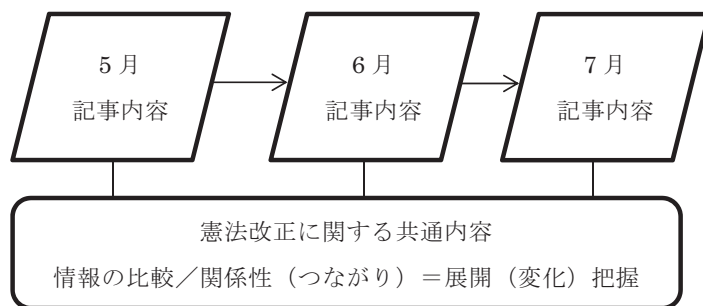 5 月
記事内容
6 月
記事内容
7 月
記事内容
憲法改正に関する共通内容
情報の比較／関係性（つながり）＝展開（変化）把握